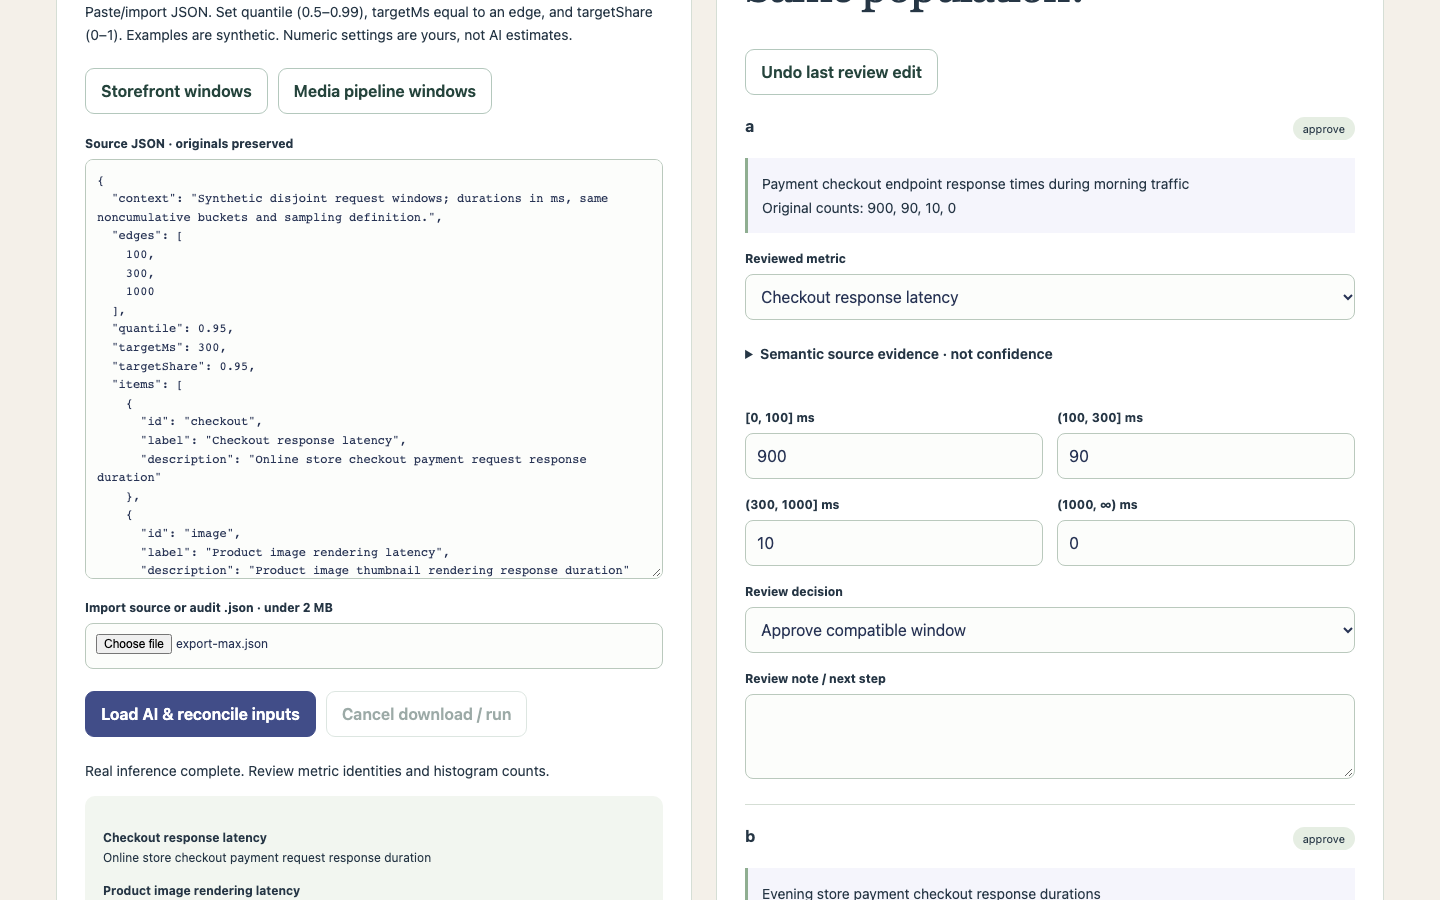 Paste/import JSON. Set quantile (0.5–0.99), targetMs equal to an edge, and targetShare
(0–1). Examples are synthetic. Numeric settings are yours, not AI estimates.
Storefront windows
Media pipeline windows
Source JSON · originals preserved
{
  "context": "Synthetic disjoint request windows; durations in ms, same
noncumulative buckets and sampling definition.",
  "edges": [
    100,
    300,
    1000
  ],
  "quantile": 0.95,
  "targetMs": 300,
  "targetShare": 0.95,
  "items": [
    {
      "id": "checkout",
      "label": "Checkout response latency",
      "description": "Online store checkout payment request response
duration"
    },
    {
      "id": "image",
      "label": "Product image rendering latency",
      "description": "Product image thumbnail rendering response duration"
Import source or audit .json · under 2 MB
Choose file export-max.json
Load AI & reconcile inputs
Cancel download / run
Real inference complete. Review metric identities and histogram counts.
Checkout response latency
Online store checkout payment request response duration
Product image rendering latency
Same population.
Undo last review edit
a
approve
Payment checkout endpoint response times during morning traffic
Original counts: 900, 90, 10, 0
Reviewed metric
Checkout response latency
▶ Semantic source evidence · not confidence
[0, 100] ms
(100, 300] ms
900
90
(300, 1000] ms
(1000, ∞) ms
10
0
Review decision
Approve compatible window
Review note / next step
b
approve
Evening store payment checkout response durations